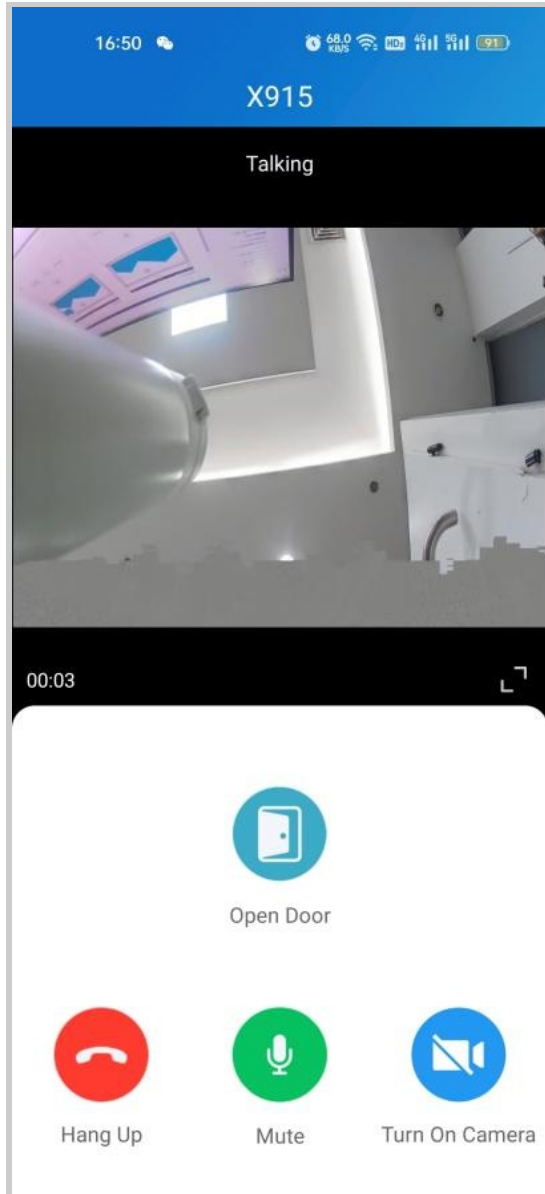 16:50
68.0
KB/S
HD2
4G
5G
91
X915
Talking
00:03
Open Door
Hang Up
Mute
Turn On Camera